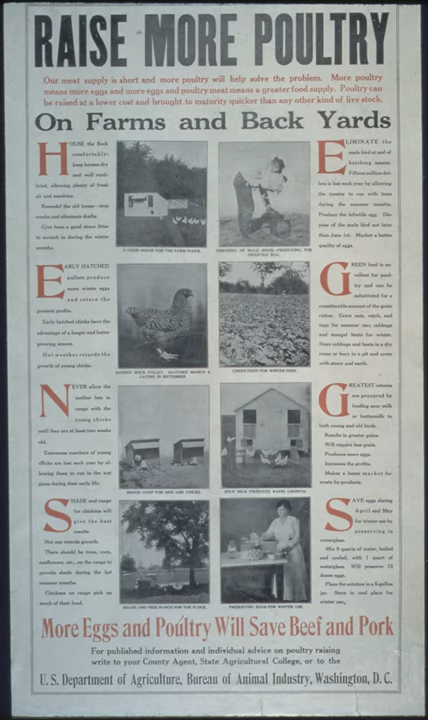 RAISE MORE POULTRY
Our meat supply is short and more poultry will help solve the problem. More poultry
means more eggs and more eggs and poultry meat means a greater food supply. Poultry can
be raised at a lower cost and brought to maturity quicker than any other kind of live stock.
On Farms and Back Yards
HOUSE the flock
comfortably;
keep houses dry
and well venti-
lated, allowing plenty of fresh
air and sunshine.
Remodel the old house—stop
cracks and eliminate drafts.
Give hens a good straw litter
to scratch in during the winter
months.
A GOOD HOUSE FOR THE FARM FLOCK.
DISPOSING OF MALE BIRDS—PRODUCING THE
INFERTILE EGG.
ELIMINATE the
male bird at end of
hatching season.
Fifteen million dol-
lars is lost each year by allowing
the rooster to run with hens
during the summer months.
Produce the infertile egg. Dis-
pose of the male bird not later
than June 1st. Market a better
quality of eggs.
EARLY HATCHED
pullets produce
more winter eggs
and return the
greatest profits.
Early hatched chicks have the
advantage of a longer and better
growing season.
Hot weather retards the
growth of young chicks.
BARRED ROCK PULLET. HATCHED MARCH
LAYING IN SEPTEMBER.
GREEN FOOD FOR WINTER FEED.
GREEN food is ex-
cellent for poul-
try and can be
substituted for a
considerable amount of the grain
ration. Grow oats, vetch, and
rape for summer use; cabbage
and mangel beets for winter.
Store cabbage and beets in a dry
room or bury in a pit and cover
with straw and earth.
NEVER allow the
mother hen to
range with the
young chicks
until they are at least two weeks
old.
Enormous numbers of young
chicks are lost each year by al-
lowing them to run in the wet
grass during their early life.
BROOD COOP FOR HEN AND CHICKS.
SOUR MILK PRODUCES RAPID GROWTH.
GREATEST returns
are procured by
feeding sour milk
or buttermilk to
both young and old birds.
Results in greater gains.
Will require less grain.
Produces more eggs.
Increases the profits.
Makes a home market for
waste by-products.
SHADE and range
for chickens will
give the best
results.
Hot sun retards growth.
There should be trees, corn,
sunflowers, etc., on the range to
provide shade during the hot
summer months.
Chickens on range pick up
much of their food.
SHADE AND FREE RANGE FOR THE FLOCK.
PRESERVING EGGS FOR WINTER USE.
SAVE eggs during
April and May
for winter use by
preserving in
waterglass.
Mix 9 quarts of water, boiled
and cooled, with 1 quart of
waterglass. Will preserve 15
dozen eggs.
Place the solution in a 5-gallon
jar. Store in cool place for
winter use.
More Eggs and Poultry Will Save Beef and Pork
For published information and individual advice on poultry raising
write to your County Agent, State Agricultural College, or to the
U. S. Department of Agriculture, Bureau of Animal Industry, Washington, D. C.